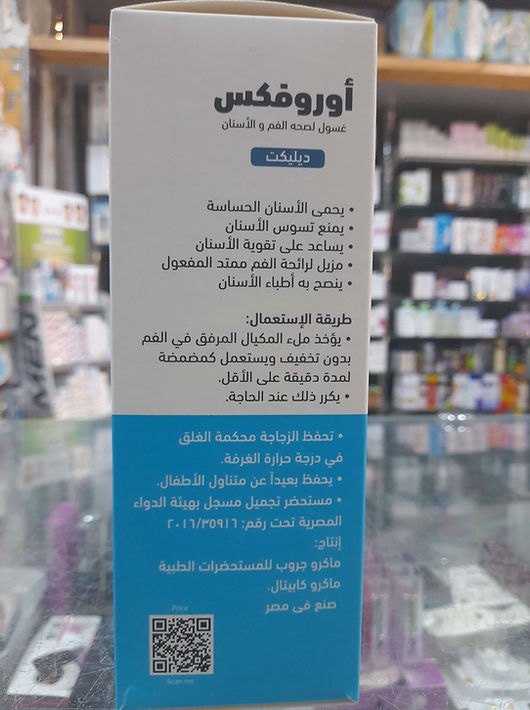 أوروفكس
غسول لصحه الفم و الأسنان
ديليكت
• يحمى الأسنان الحساسة
• يمنع تسوس الأسنان
• يساعد على تقوية الأسنان
• مزيل لرائحة الفم ممتد المفعول
• ينصح به أطباء الأسنان
طريقة الإستعمال:
• يؤخذ ملء المكيال المرفق في الفم
بدون تخفيف ويستعمل كمضمضة
لمدة دقيقة على الأقل.
• يكرر ذلك عند الحاجة.
• تحفظ الزجاجة محكمة الغلق
في درجة حرارة الغرفة.
• يحفظ بعيداً عن متناول الأطفال.
• مستحضر تجميل مسجل بهيئة الدواء
المصرية تحت رقم: ٢٠١٦/٣٥٩١٦
إنتاج:
ماكرو جروب للمستحضرات الطبية
ماكرو كابيتال.
صنع فى مصر
Price
Scan me
MEN